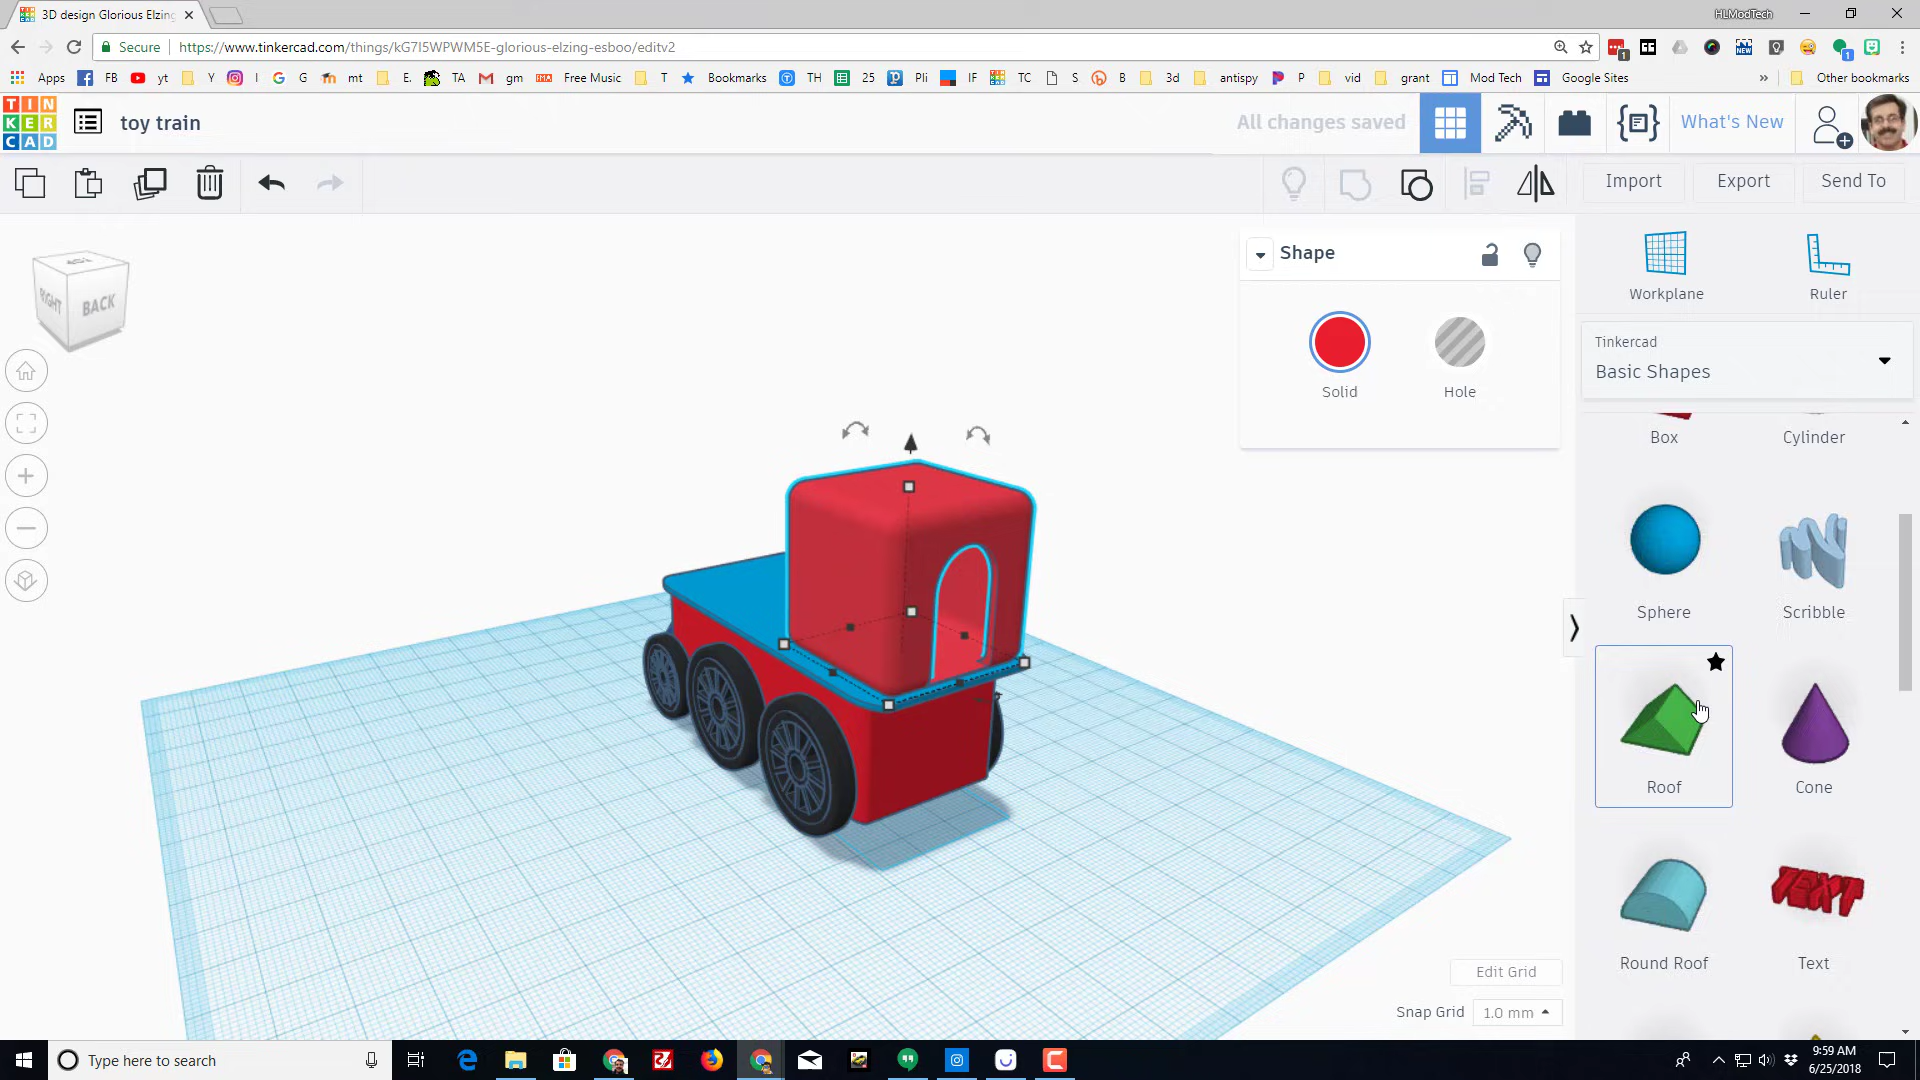 3D design Glorious Elzing
HLModTech
Secure
https://www.tinkercad.com/things/kG7I5WPWM5E-glorious-elzing-esboo/editv2
Apps FB yt Y I G mt E. TA gm Free Music T Bookmarks TH 25 Pli IF TC S B 3d antispy P vid grant Mod Tech Google Sites » Other bookmarks
TIN
KER
CAD
toy train
All changes saved
What's New
Import
Export
Send To
RIGHT
BACK
Shape
Solid
Hole
Workplane
Ruler
Tinkercad
Basic Shapes
Box
Cylinder
Sphere
Scribble
Roof
Cone
Round Roof
TEXT
Text
Edit Grid
Snap Grid
1.0 mm
Type here to search
9:59 AM
6/25/2018